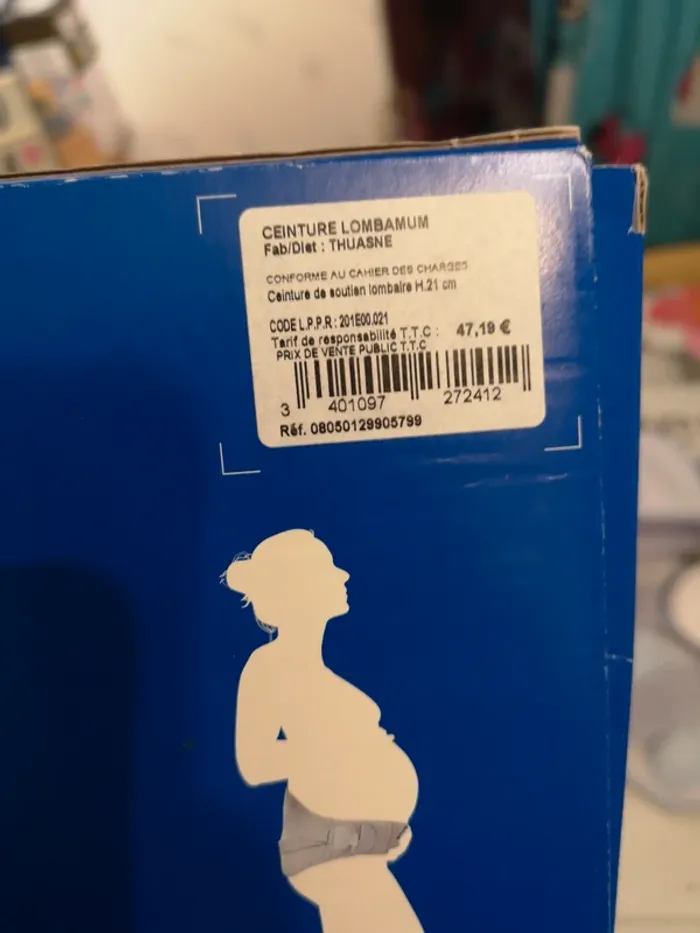 CEINTURE LOMBAMUM
Fab/Dist : THUASNE
CONFORME AU CAHIER DES CHARGES
Ceinture de soutien lombaire H.21 cm
CODE L.P.P.R : 201E00.021
Tarif de responsabilité T.T.C : 47,19 €
PRIX DE VENTE PUBLIC T.T.C
3 401097 272412
Réf. 08050129905799